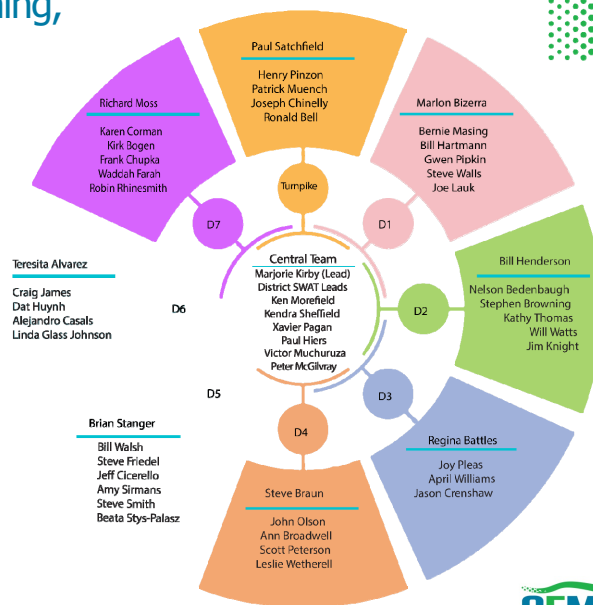 ning,
Paul Satchfield
Henry Pinzon
Patrick Muench
Joseph Chinelly
Ronald Bell
Turnpike
Marlon Bizerra
Bernie Masing
Bill Hartmann
Gwen Pipkin
Steve Walls
Joe Lauk
D1
Bill Henderson
Nelson Bedenbaugh
Stephen Browning
Kathy Thomas
Will Watts
Jim Knight
D2
Regina Battles
Joy Pleas
April Williams
Jason Crenshaw
D3
Steve Braun
John Olson
Ann Broadwell
Scott Peterson
Leslie Wetherell
D4
Brian Stanger
Bill Walsh
Steve Friedel
Jeff Cicerello
Amy Sirmans
Steve Smith
Beata Stys-Palasz
D5
Teresita Alvarez
Craig James
Dat Huynh
Alejandro Casals
Linda Glass Johnson
D6
Richard Moss
Karen Corman
Kirk Bogen
Frank Chupka
Waddah Farah
Robin Rhinesmith
D7
Central Team
Marjorie Kirby (Lead)
District SWAT Leads
Ken Morefield
Kendra Sheffield
Xavier Pagan
Paul Hiers
Victor Muchuruza
Peter McGilvray